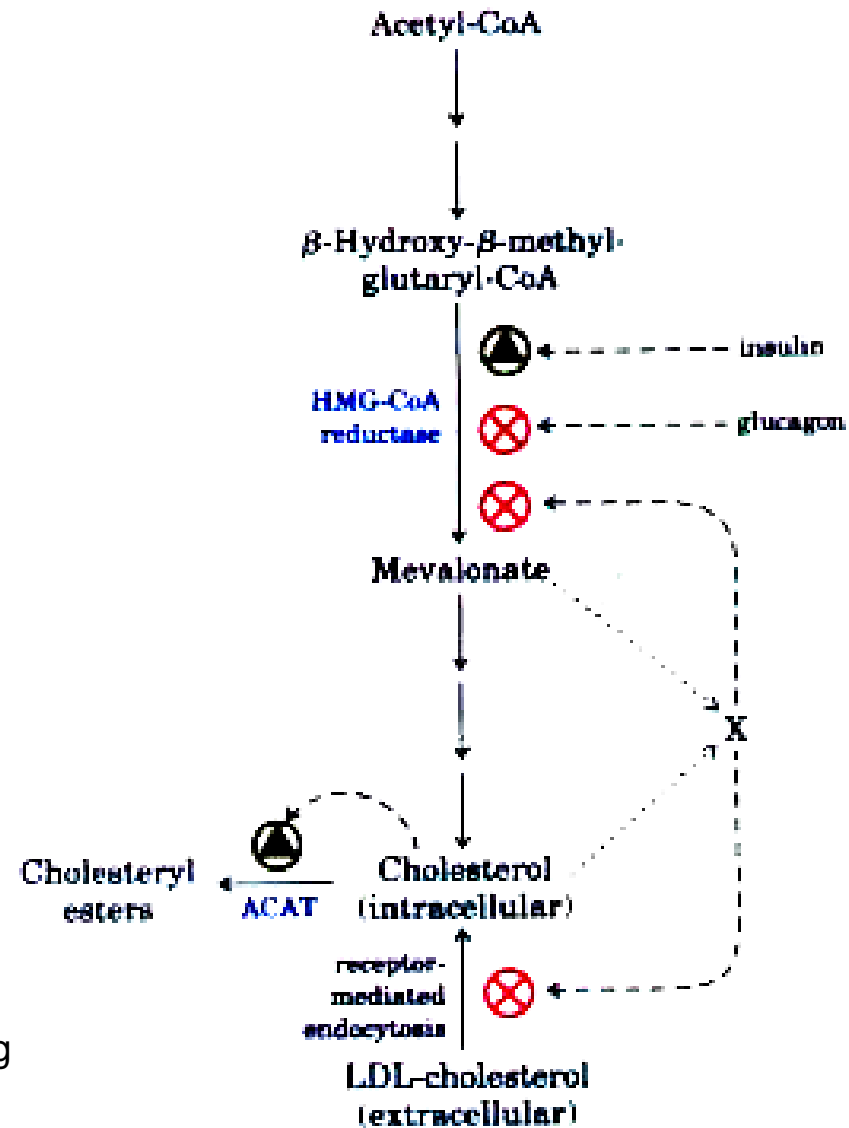 Acetyl-CoA
β-Hydroxy-β-methyl-
glutaryl-CoA
insulin
HMG-CoA
reductase
glucagon
Mevalonate
X
Cholesteryl
esters
ACAT
Cholesterol
(intracellular)
receptor-
mediated
endocytosis
g
LDL-cholesterol
(extracellular)